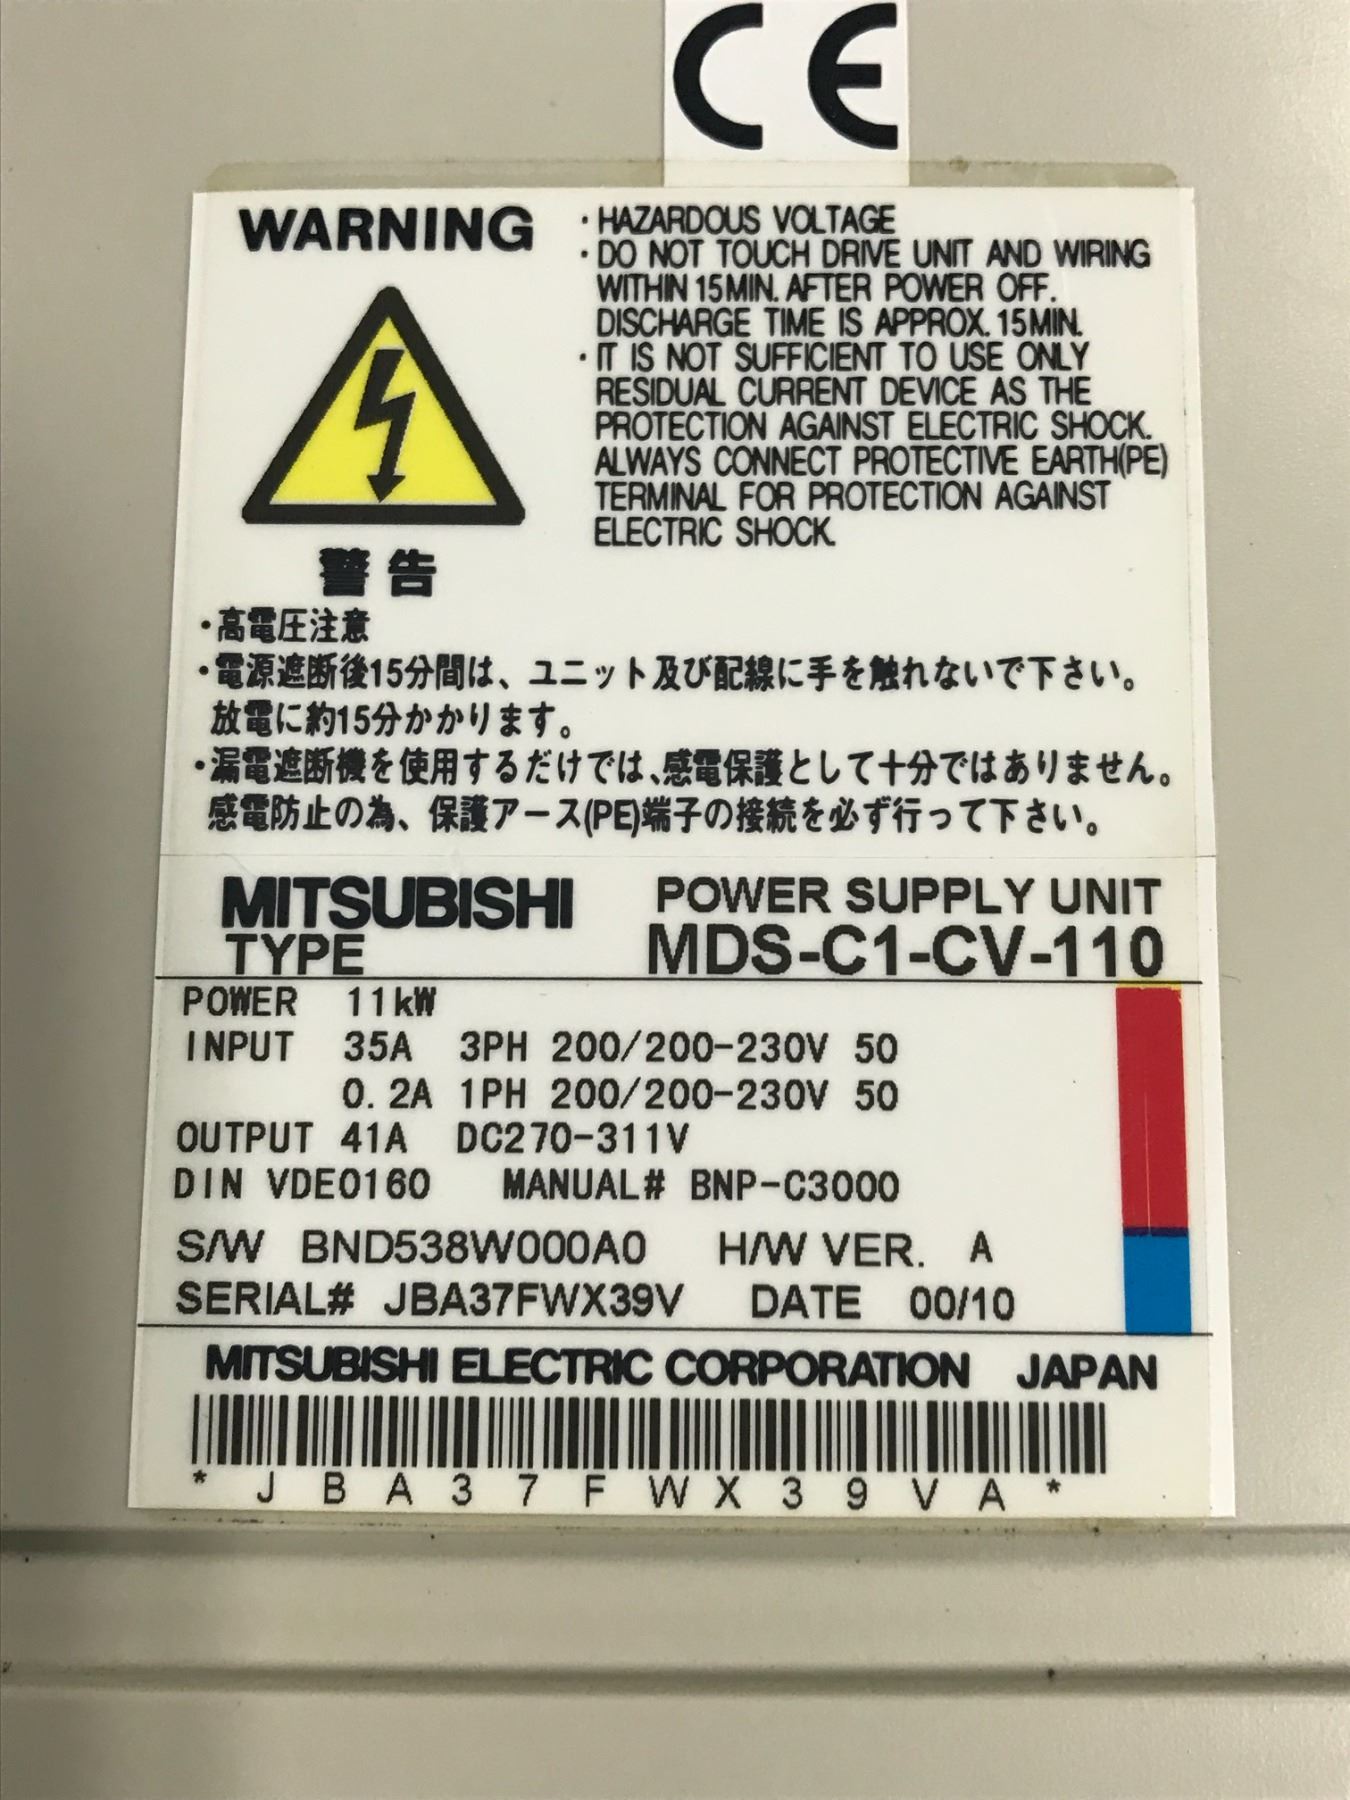 CE
WARNING
・HAZARDOUS VOLTAGE
・DO NOT TOUCH DRIVE UNIT AND WIRING
WITHIN 15MIN. AFTER POWER OFF.
DISCHARGE TIME IS APPROX. 15MIN.
・IT IS NOT SUFFICIENT TO USE ONLY
RESIDUAL CURRENT DEVICE AS THE
PROTECTION AGAINST ELECTRIC SHOCK.
ALWAYS CONNECT PROTECTIVE EARTH(PE)
TERMINAL FOR PROTECTION AGAINST
ELECTRIC SHOCK.
警告
・高電圧注意
・電源遮断後15分間は、ユニット及び配線に手を触れないで下さい。
放電に約15分かかります。
・漏電遮断機を使用するだけでは、感電保護として十分ではありません。
感電防止の為、保護アース(PE)端子の接続を必ず行って下さい。
MITSUBISHI POWER SUPPLY UNIT
TYPE MDS-C1-CV-110
POWER 11kW
INPUT 35A 3PH 200/200-230V 50
0.2A 1PH 200/200-230V 50
OUTPUT 41A DC270-311V
DIN VDE0160 MANUAL# BNP-C3000
S/W BND538W000A0 H/W VER. A
SERIAL# JBA37FWX39V DATE 00/10
MITSUBISHI ELECTRIC CORPORATION JAPAN
* J B A 3 7 F W X 3 9 V A *